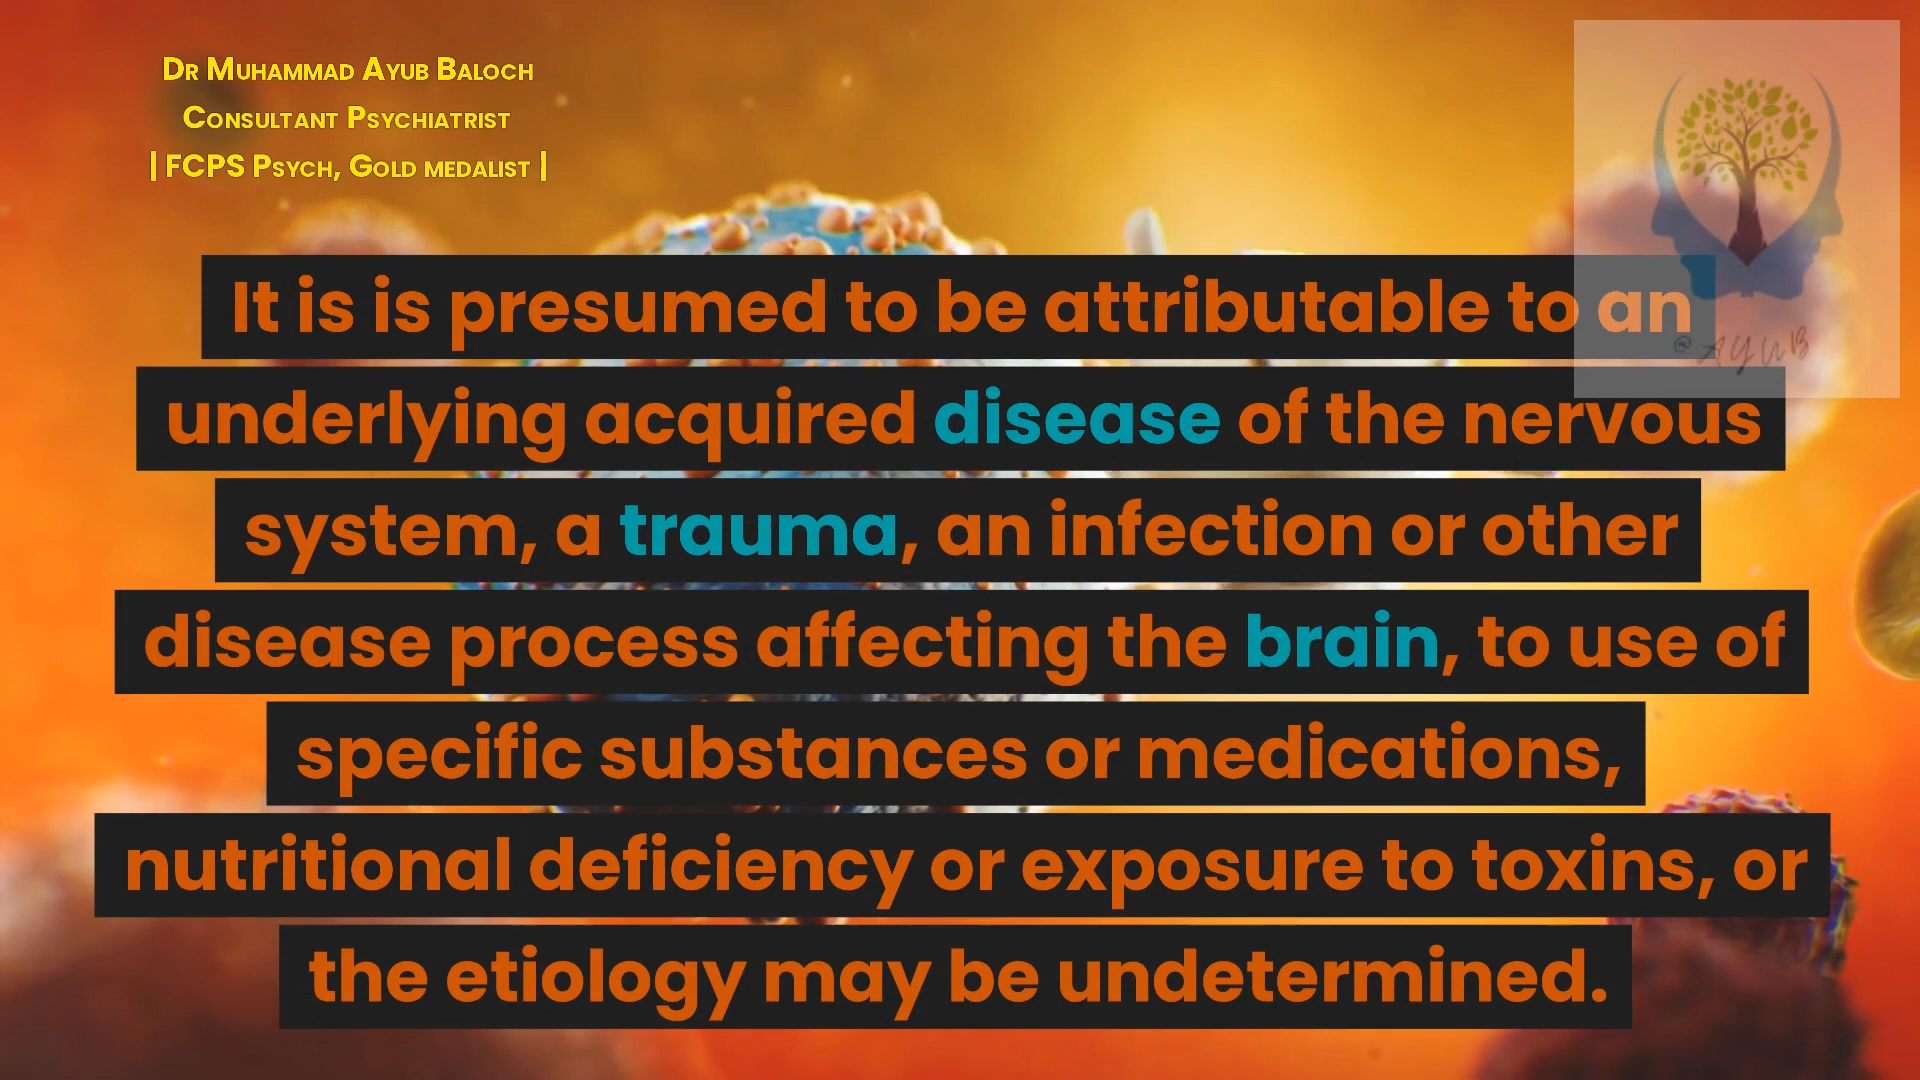 Dr Muhammad Ayub Baloch
Consultant Psychiatrist
| FCPS Psych, Gold medalist |
It is is presumed to be attributable to an
underlying acquired disease of the nervous
system, a trauma, an infection or other
disease process affecting the brain, to use of
specific substances or medications,
nutritional deficiency or exposure to toxins, or
the etiology may be undetermined.
@ AYUB